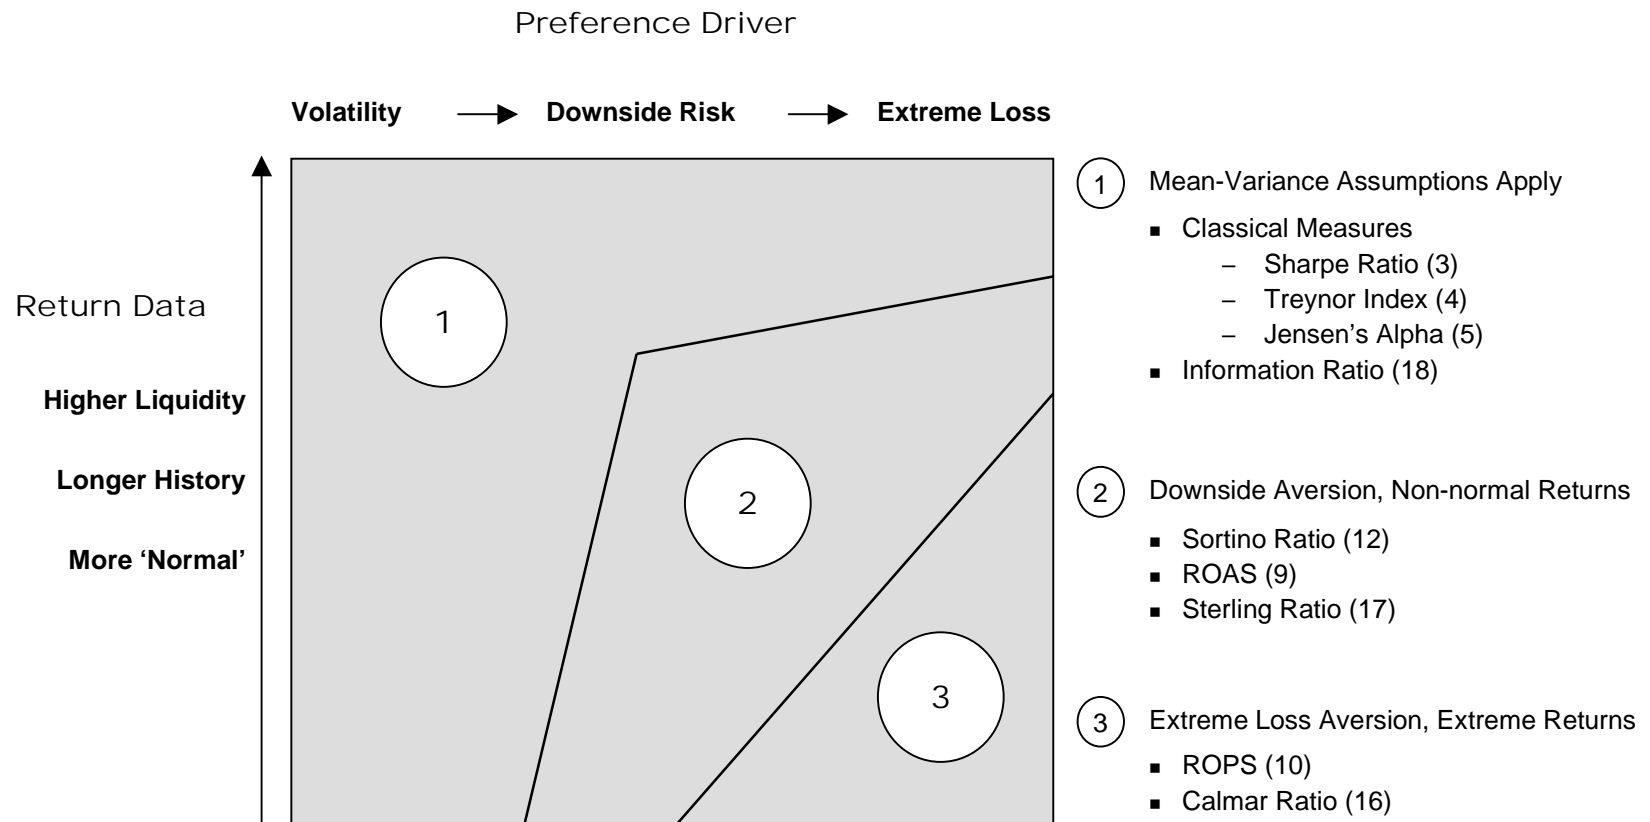 Preference Driver
Volatility → Downside Risk → Extreme Loss
Return Data
Higher Liquidity
Longer History
More ‘Normal’
1
2
3
1 Mean-Variance Assumptions Apply
▪ Classical Measures
– Sharpe Ratio (3)
– Treynor Index (4)
– Jensen’s Alpha (5)
▪ Information Ratio (18)
2 Downside Aversion, Non-normal Returns
▪ Sortino Ratio (12)
▪ ROAS (9)
▪ Sterling Ratio (17)
3 Extreme Loss Aversion, Extreme Returns
▪ ROPS (10)
▪ Calmar Ratio (16)